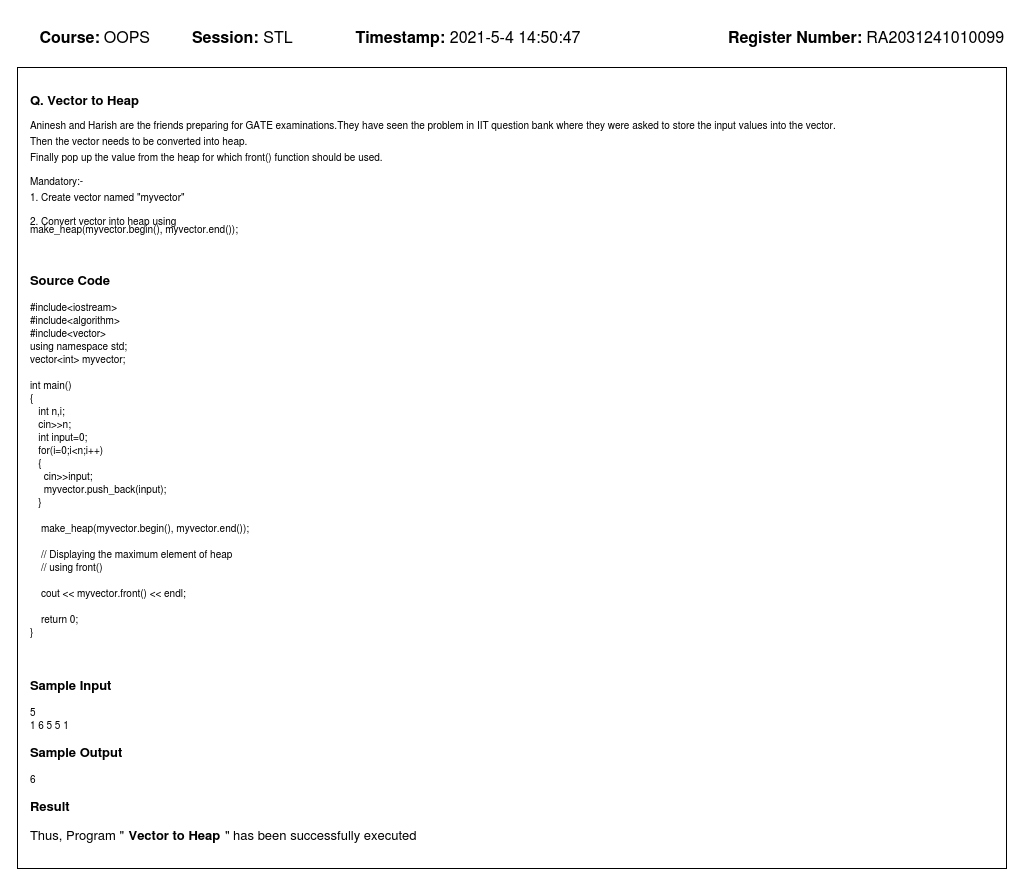 Course: OOPS Session: STL Timestamp: 2021-5-4 14:50:47 Register Number: RA2031241010099
Q. Vector to Heap
Aninesh and Harish are the friends preparing for GATE examinations.They have seen the problem in IIT question bank where they were asked to store the input values into the vector.
Then the vector needs to be converted into heap.
Finally pop up the value from the heap for which front() function should be used.
Mandatory:-
1. Create vector named "myvector"
2. Convert vector into heap using
make_heap(myvector.begin(), myvector.end());
Source Code
#include<iostream>
#include<algorithm>
#include<vector>
using namespace std;
vector<int> myvector;
int main()
{
int n,i;
cin>>n;
int input=0;
for(i=0;i<n;i++)
{
cin>>input;
myvector.push_back(input);
}
make_heap(myvector.begin(), myvector.end());
// Displaying the maximum element of heap
// using front()
cout << myvector.front() << endl;
return 0;
}
Sample Input
5
1 6 5 5 1
Sample Output
6
Result
Thus, Program " Vector to Heap " has been successfully executed